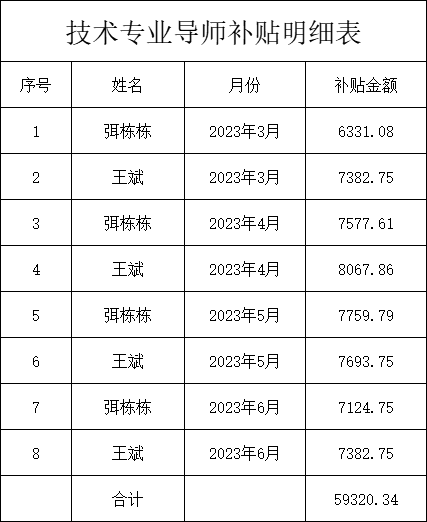 技术专业导师补贴明细表
序号 姓名 月份 补贴金额
1 弭栋栋 2023年3月 6331.08
2 王斌 2023年3月 7382.75
3 弭栋栋 2023年4月 7577.61
4 王斌 2023年4月 8067.86
5 弭栋栋 2023年5月 7759.79
6 王斌 2023年5月 7693.75
7 弭栋栋 2023年6月 7124.75
8 王斌 2023年6月 7382.75
合计 59320.34